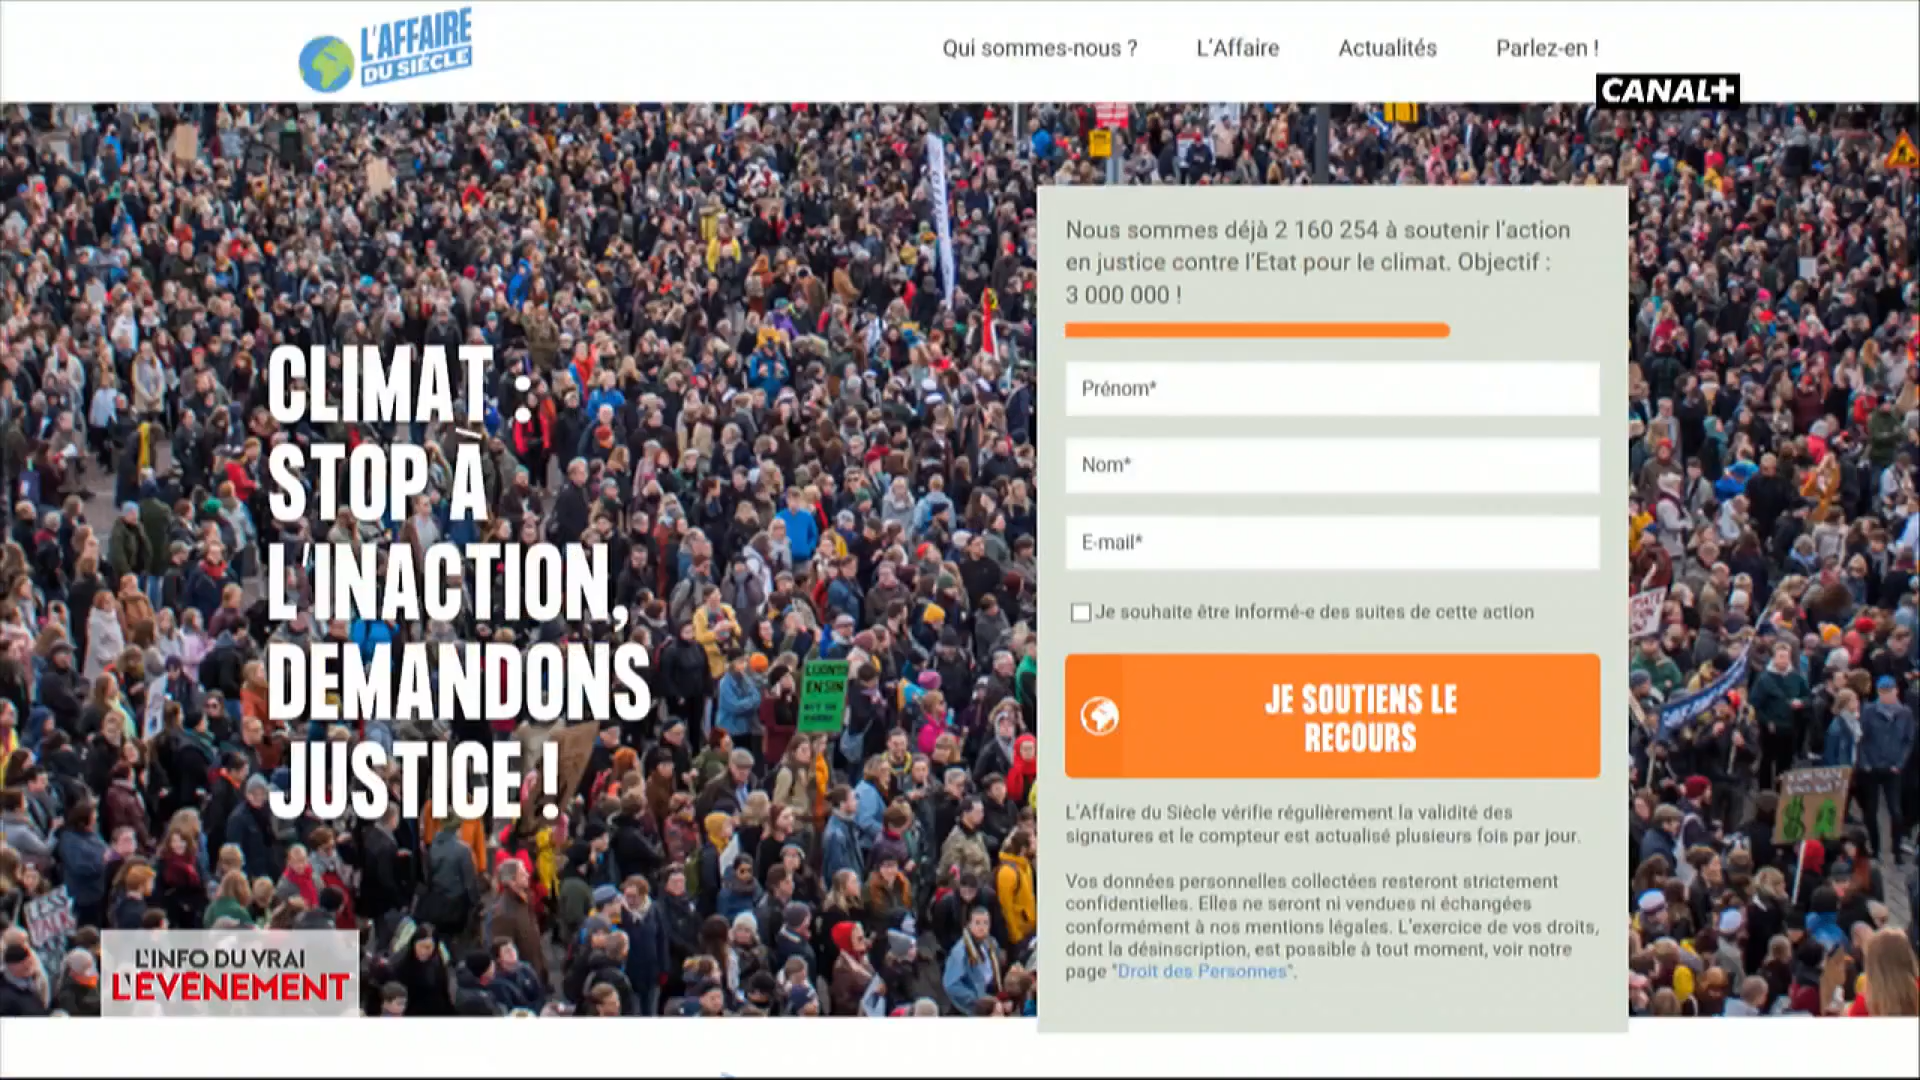 L'AFFAIRE
DU SIÈCLE
Qui sommes-nous ?
L'Affaire
Actualités
Parlez-en !
CANAL+
CLIMAT :
STOP À
L'INACTION,
DEMANDONS
JUSTICE !
Nous sommes déjà 2 160 254 à soutenir l'action
en justice contre l'Etat pour le climat. Objectif :
3 000 000 !
Prénom*
Nom*
E-mail*
Je souhaite être informé-e des suites de cette action
JE SOUTIENS LE
RECOURS
L'Affaire du Siècle vérifie régulièrement la validité des
signatures et le compteur est actualisé plusieurs fois par jour.
Vos données personnelles collectées resteront strictement
confidentielles. Elles ne seront ni vendues ni échangées
conformément à nos mentions légales. L'exercice de vos droits,
dont la désinscription, est possible à tout moment, voir notre
page "Droit des Personnes".
L'INFO DU VRAI
L'ÉVÉNEMENT